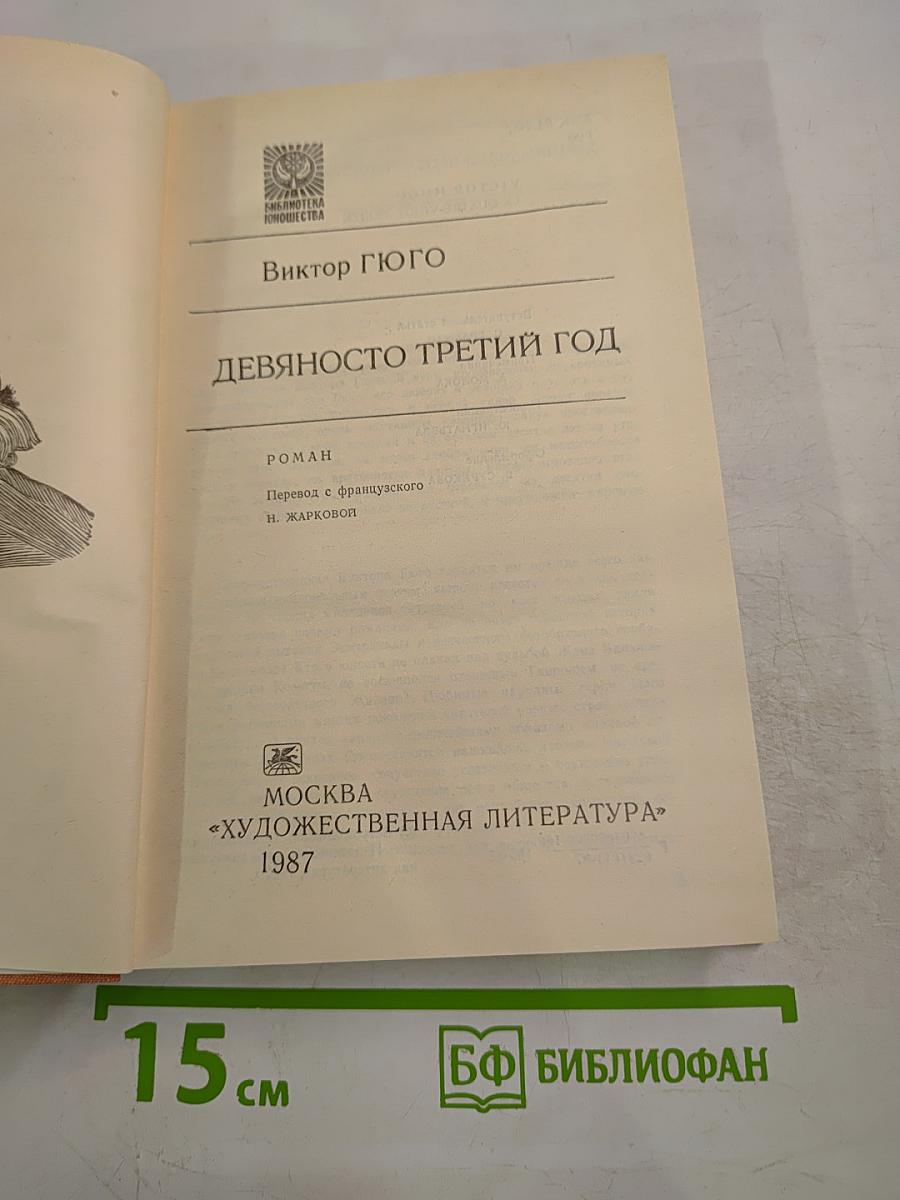 БИБЛИОТЕКА
ЮНОШЕСТВА
Виктор ГЮГО
ДЕВЯНОСТО ТРЕТИЙ ГОД
РОМАН
Перевод с французского
Н. ЖАРКОВОЙ
МОСКВА
«ХУДОЖЕСТВЕННАЯ ЛИТЕРАТУРА»
1987
15 см
БФ БИБЛИОФАН